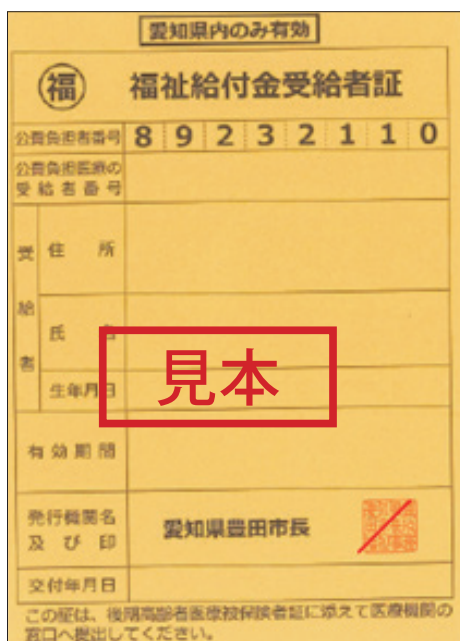 愛知県内のみ有効
福 福祉給付金受給者証
公費負担者番号 8 9 2 3 2 1 1 0
公費負担医療の
受給者番号
受給者
住所
氏名
生年月日
見本
有効期間
発行機関名
及び印
愛知県豊田市長
交付年月日
この証は、後期高齢者医療被保険者証に添えて医療機関の
窓口へ提出してください。